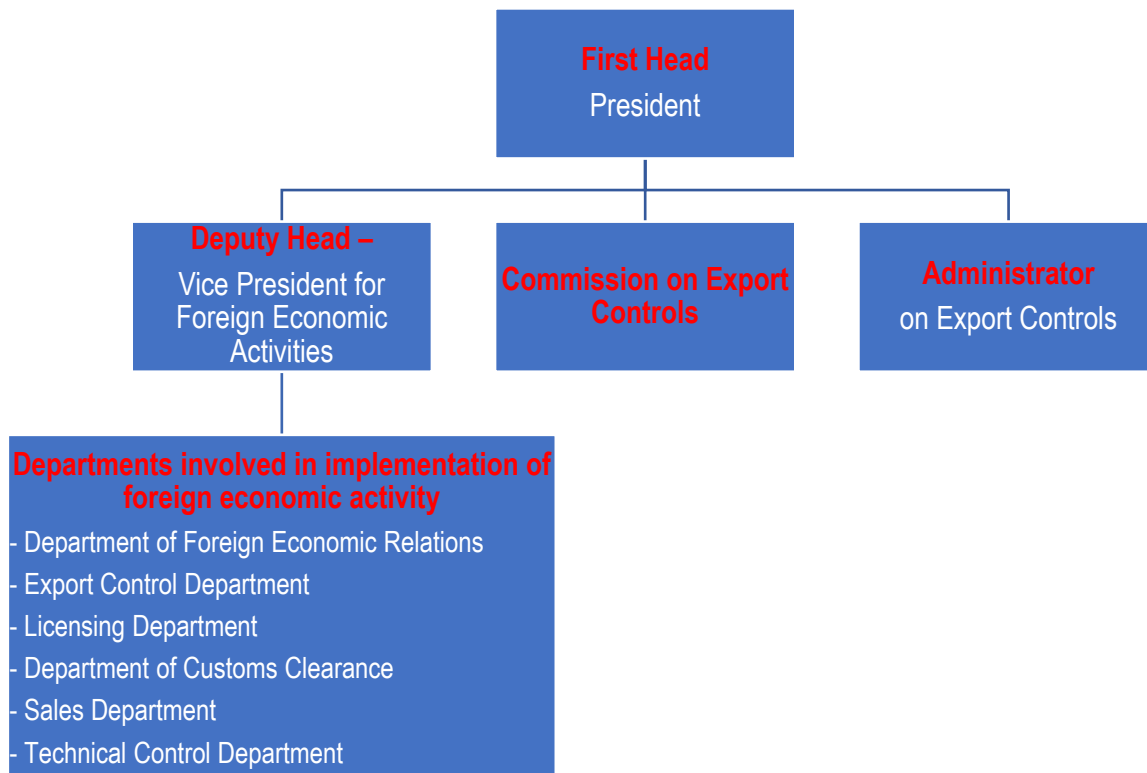 First Head
President
Deputy Head –
Vice President for
Foreign Economic
Activities
Commission on Export
Controls
Administrator
on Export Controls
Departments involved in implementation of
foreign economic activity
- Department of Foreign Economic Relations
- Export Control Department
- Licensing Department
- Department of Customs Clearance
- Sales Department
- Technical Control Department